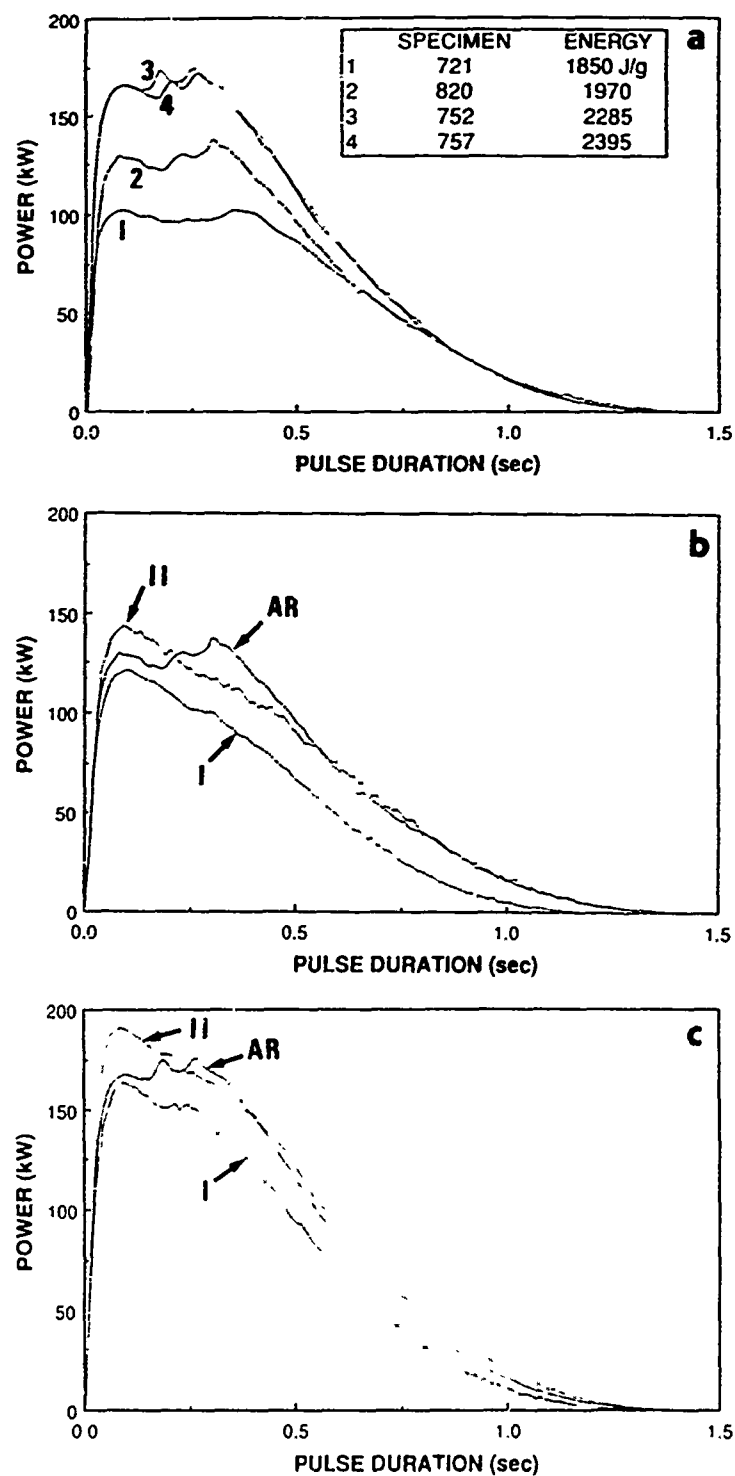 a
SPECIMEN ENERGY
1 721 1850 J/g
2 820 1970
3 752 2285
4 757 2395
200
150
100
50
0
POWER (kW)
3
4
2
1
0.0 0.5 1.0 1.5
PULSE DURATION (sec)
b
200
150
100
50
0
POWER (kW)
II
AR
I
0.0 0.5 1.0 1.5
PULSE DURATION (sec)
c
200
150
100
50
0
POWER (kW)
II
AR
I
0.0 0.5 1.0 1.5
PULSE DURATION (sec)